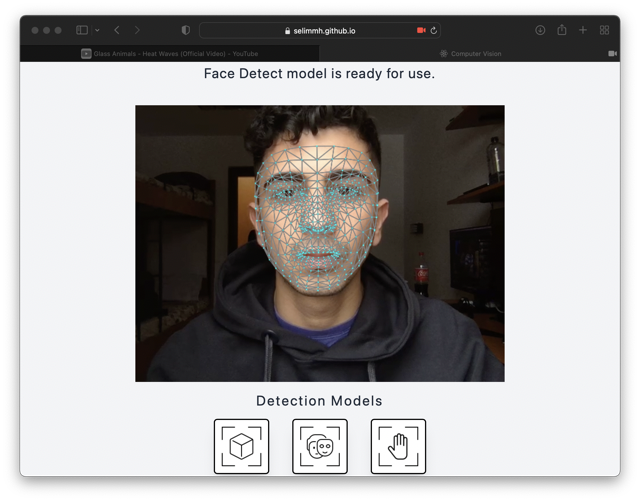 selimmh.github.io
Glass Animals - Heat Waves (Official Video) - YouTube
Computer Vision
Face Detect model is ready for use.
Detection Models